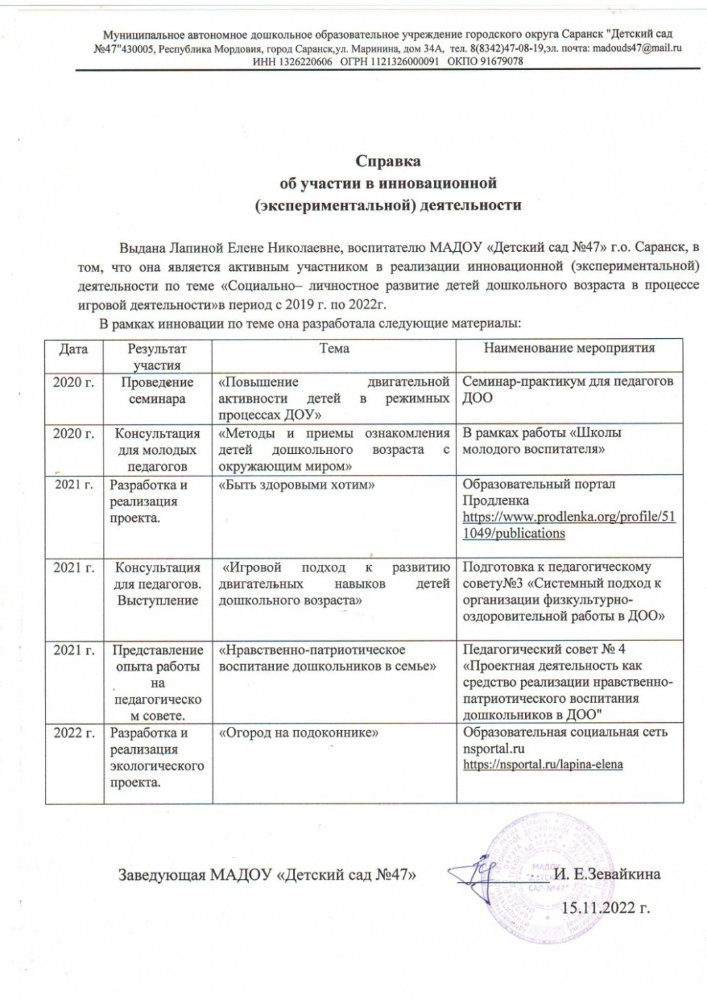 Муниципальное автономное дошкольное образовательное учреждение городского округа Саранск "Детский сад
№47"430005, Республика Мордовия, город Саранск,ул. Маринина, дом 34А, тел. 8(8342)47-08-19,эл. почта: madouds47@mail.ru
ИНН 1326220606 ОГРН 1121326000091 ОКПО 91679078
Справка
об участии в инновационной
(экспериментальной) деятельности
Выдана Лапиной Елене Николаевне, воспитателю МАДОУ «Детский сад №47» г.о. Саранск, в
том, что она является активным участником в реализации инновационной (экспериментальной)
деятельности по теме «Социально– личностное развитие детей дошкольного возраста в процессе
игровой деятельности»в период с 2019 г. по 2022г.
В рамках инновации по теме она разработала следующие материалы:
Дата
Результат
участия
Тема
Наименование мероприятия
2020 г.
Проведение
семинара
«Повышение двигательной
активности детей в режимных
процессах ДОУ»
Семинар-практикум для педагогов
ДОО
2020 г.
Консультация
для молодых
педагогов
«Методы и приемы ознакомления
детей дошкольного возраста с
окружающим миром»
В рамках работы «Школы
молодого воспитателя»
2021 г.
Разработка и
реализация
проекта.
«Быть здоровыми хотим»
Образовательный портал
Продленка
https://www.prodlenka.org/profile/51
1049/publications
2021 г.
Консультация
для педагогов.
Выступление
«Игровой подход к развитию
двигательных навыков детей
дошкольного возраста»
Подготовка к педагогическому
совету№3 «Системный подход к
организации физкультурно-
оздоровительной работы в ДОО»
2021 г.
Представление
опыта работы
на
педагогическо
м совете.
«Нравственно-патриотическое
воспитание дошкольников в семье»
Педагогический совет № 4
«Проектная деятельность как
средство реализации нравственно-
патриотического воспитания
дошкольников в ДОО"
2022 г.
Разработка и
реализация
экологического
проекта.
«Огород на подоконнике»
Образовательная социальная сеть
nsportal.ru
https://nsportal.ru/lapina-elena
Заведующая МАДОУ «Детский сад №47»
И. Е.Зевайкина
15.11.2022 г.
МАДОУ
"ДЕТСКИЙ
САД №47"